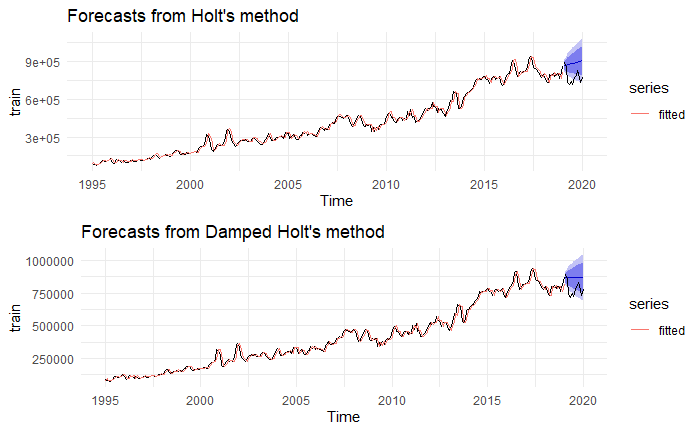 Forecasts from Holt's method
9e+05
6e+05
3e+05
train
1995
2000
2005
2010
2015
2020
Time
series
fitted
Forecasts from Damped Holt's method
1000000
750000
500000
250000
train
1995
2000
2005
2010
2015
2020
Time
series
fitted